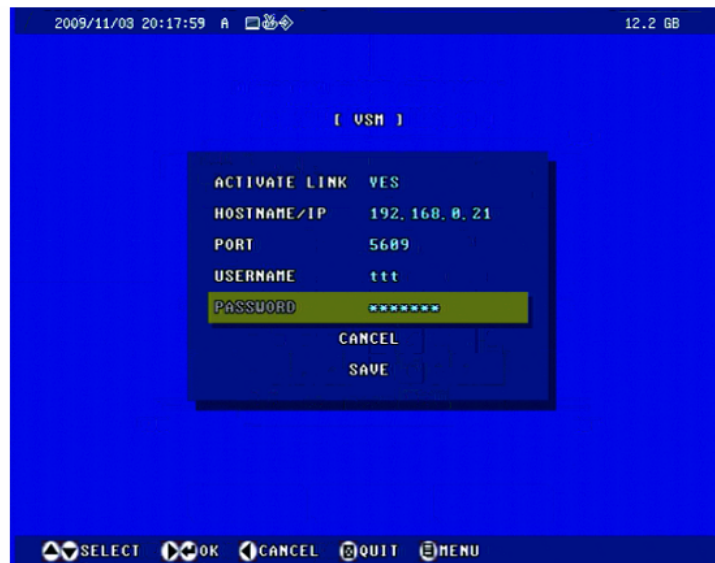 2009/11/03 20:17:59 A 12.2 GB
[ VSM ]
ACTIVATE LINK YES
HOSTNAME/IP 192.168.0.21
PORT 5609
USERNAME ttt
PASSWORD *******
CANCEL
SAVE
SELECT OK CANCEL QUIT MENU